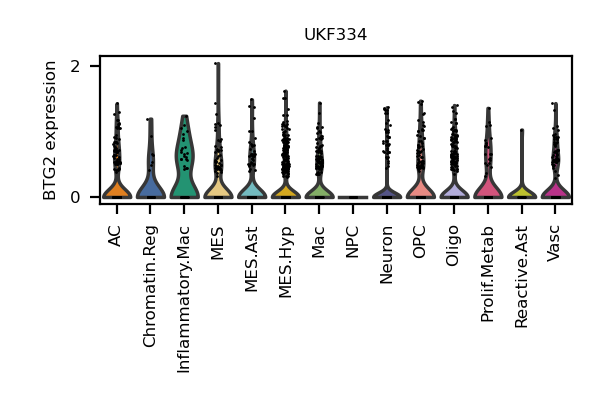 UKF334
BTG2 expression
2
0
AC
Chromatin.Reg
Inflammatory.Mac
MES
MES.Ast
MES.Hyp
Mac
NPC
Neuron
OPC
Oligo
Prolif.Metab
Reactive.Ast
Vasc